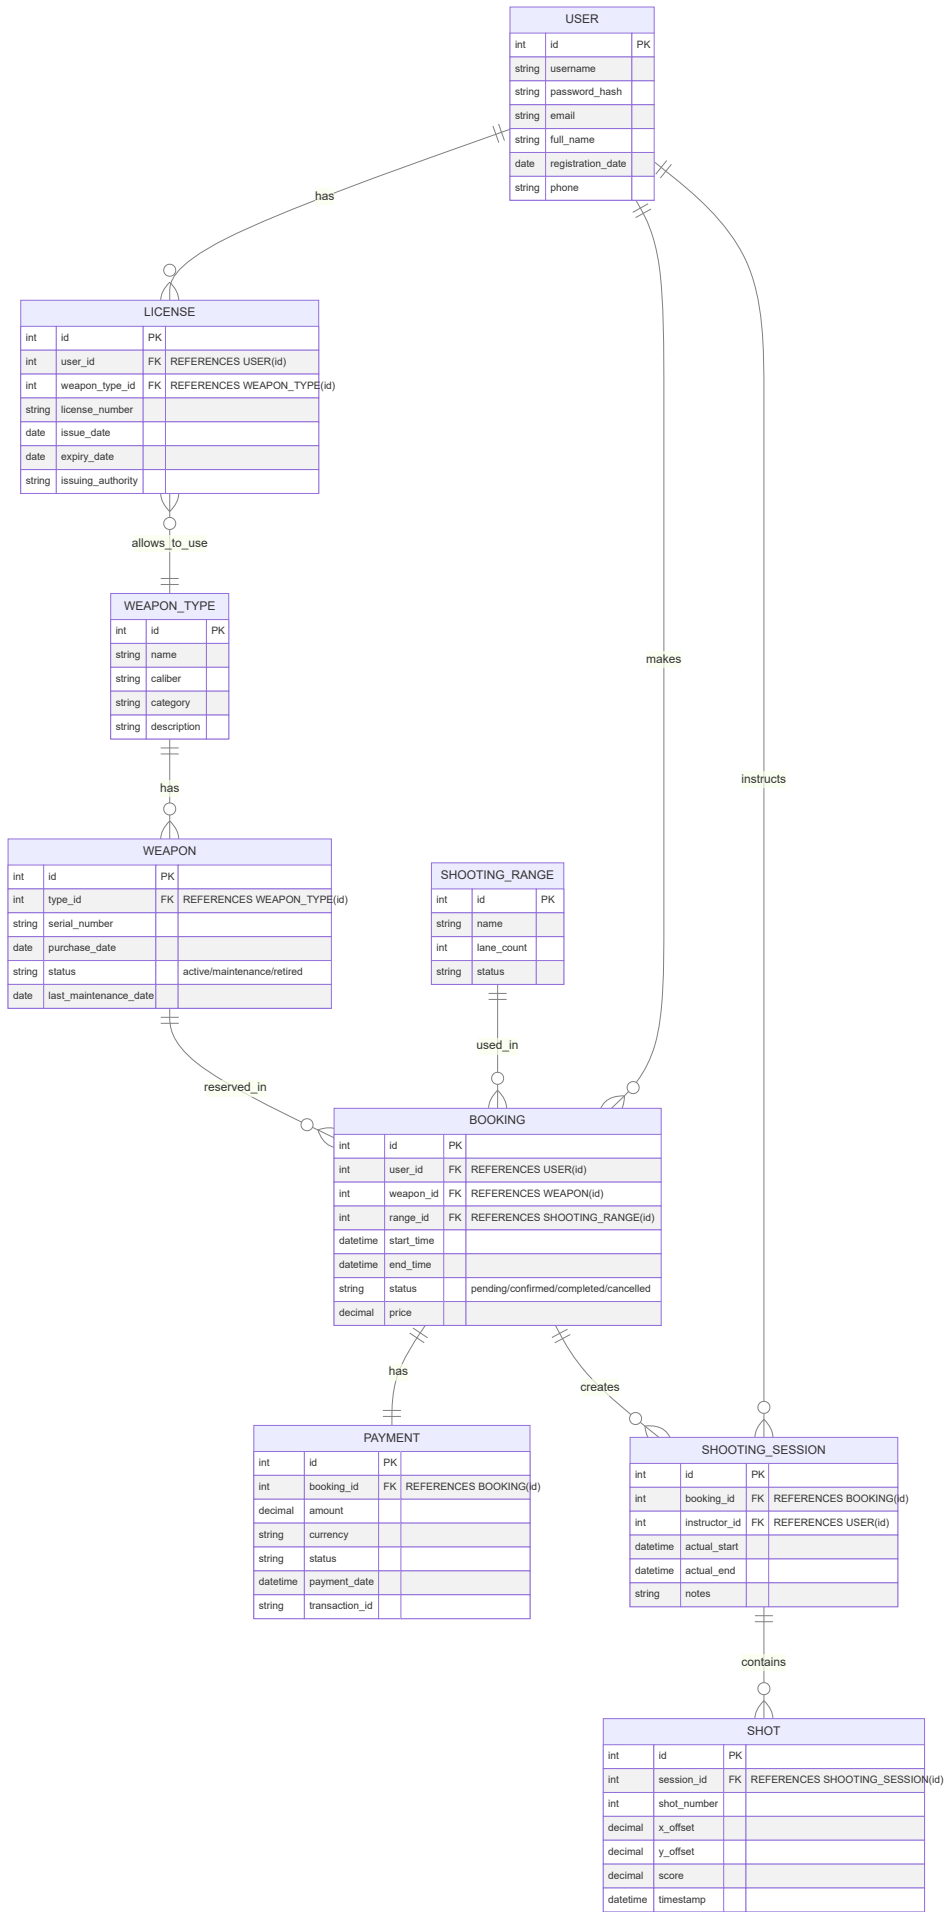 USER
int id PK
string username
string password_hash
string email
string full_name
date registration_date
string phone
has
LICENSE
int id PK
int user_id FK REFERENCES USER(id)
int weapon_type_id FK REFERENCES WEAPON_TYPE(id)
string license_number
date issue_date
date expiry_date
string issuing_authority
allows_to_use
WEAPON_TYPE
int id PK
string name
string caliber
string category
string description
makes
instructs
has
WEAPON
int id PK
int type_id FK REFERENCES WEAPON_TYPE(id)
string serial_number
date purchase_date
string status active/maintenance/retired
date last_maintenance_date
SHOOTING_RANGE
int id PK
string name
int lane_count
string status
used_in
reserved_in
BOOKING
int id PK
int user_id FK REFERENCES USER(id)
int weapon_id FK REFERENCES WEAPON(id)
int range_id FK REFERENCES SHOOTING_RANGE(id)
datetime start_time
datetime end_time
string status pending/confirmed/completed/cancelled
decimal price
has
creates
PAYMENT
int id PK
int booking_id FK REFERENCES BOOKING(id)
decimal amount
string currency
string status
datetime payment_date
string transaction_id
SHOOTING_SESSION
int id PK
int booking_id FK REFERENCES BOOKING(id)
int instructor_id FK REFERENCES USER(id)
datetime actual_start
datetime actual_end
string notes
contains
SHOT
int id PK
int session_id FK REFERENCES SHOOTING_SESSION(id)
int shot_number
decimal x_offset
decimal y_offset
decimal score
datetime timestamp